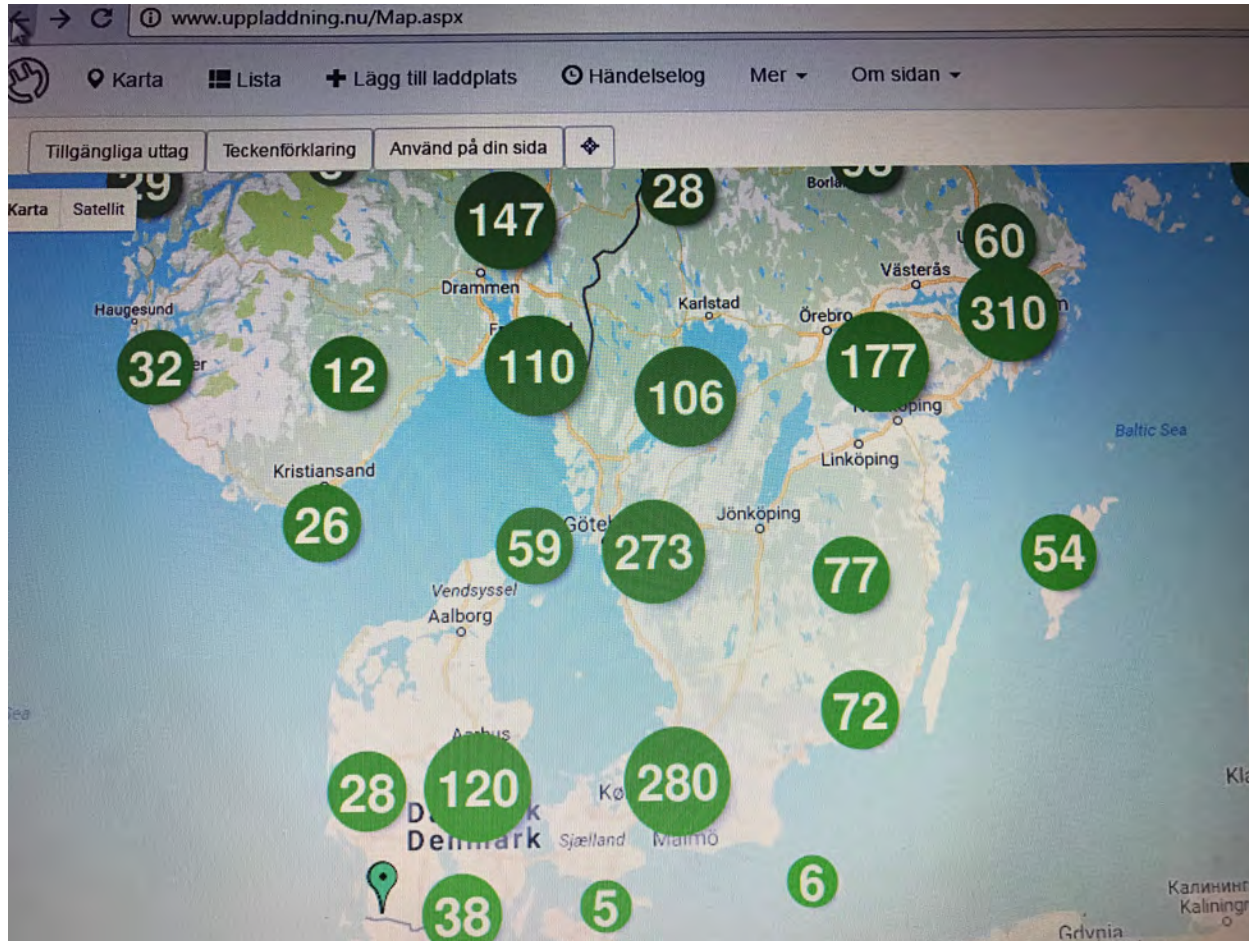 www.uppladdning.nu/Map.aspx
Karta Lista Lägg till laddplats Händelselog Mer Om sidan
Tillgängliga uttag Teckenförklaring Använd på din sida
Karta Satellit
29
147
28
60
Drammen
Västerås
Haugesund
Karlstad
Örebro
310
32
12
110
106
177
Linköping
Baltic Sea
Kristiansand
26
59
273
Jönköping
77
54
Vendsyssel
Aalborg
72
28
120
280
Denmark
Sjælland
Malmö
38
5
6
Gdynia